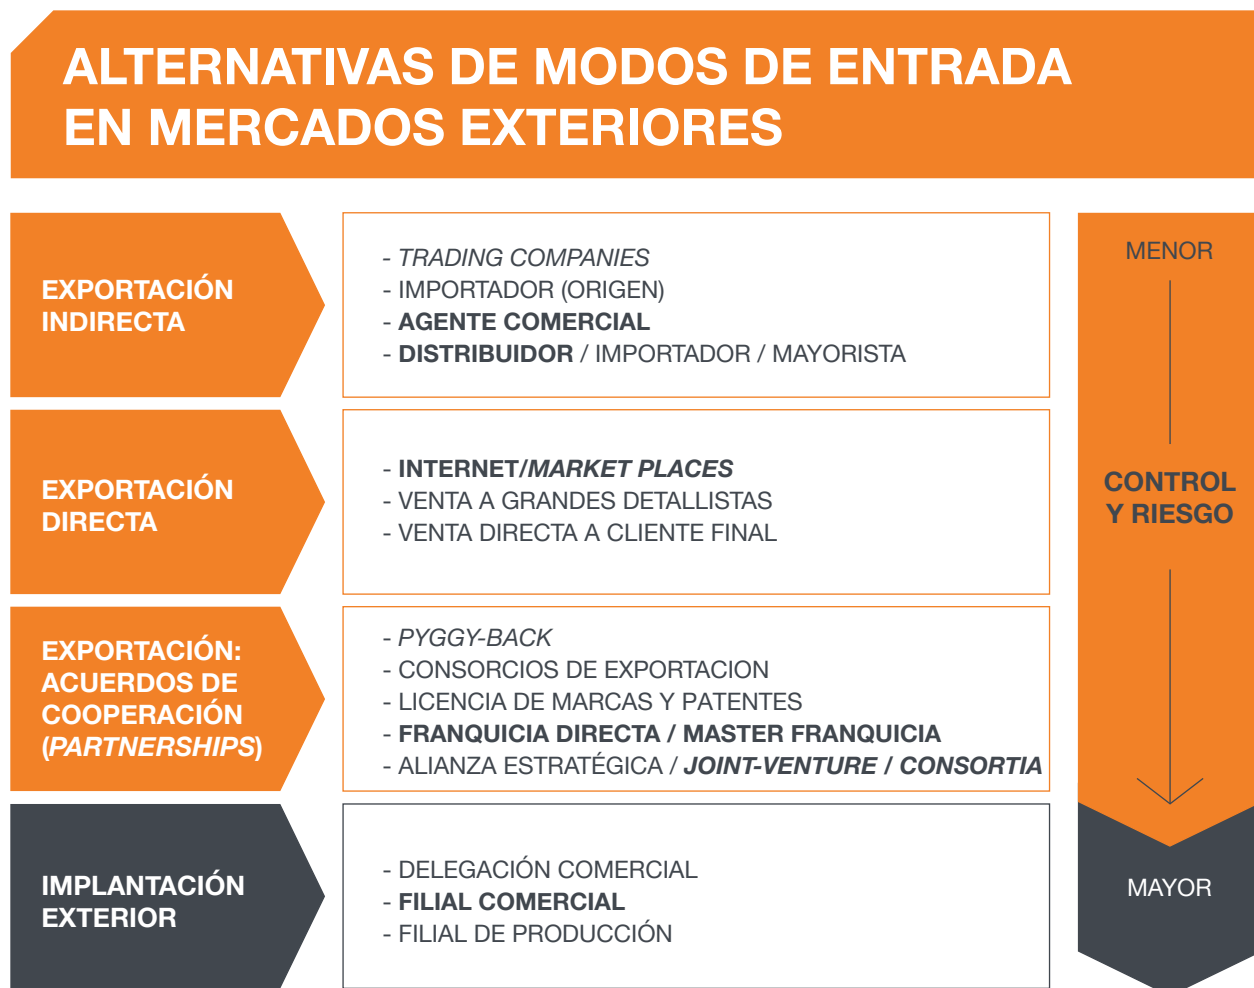 ALTERNATIVAS DE MODOS DE ENTRADA
EN MERCADOS EXTERIORES
EXPORTACIÓN
INDIRECTA
- TRADING COMPANIES
- IMPORTADOR (ORIGEN)
- AGENTE COMERCIAL
- DISTRIBUIDOR / IMPORTADOR / MAYORISTA
EXPORTACIÓN
DIRECTA
- INTERNET/MARKET PLACES
- VENTA A GRANDES DETALLISTAS
- VENTA DIRECTA A CLIENTE FINAL
EXPORTACIÓN:
ACUERDOS DE
COOPERACIÓN
(PARTNERSHIPS)
- PYGGY-BACK
- CONSORCIOS DE EXPORTACION
- LICENCIA DE MARCAS Y PATENTES
- FRANQUICIA DIRECTA / MASTER FRANQUICIA
- ALIANZA ESTRATÉGICA / JOINT-VENTURE / CONSORTIA
IMPLANTACIÓN
EXTERIOR
- DELEGACIÓN COMERCIAL
- FILIAL COMERCIAL
- FILIAL DE PRODUCCIÓN
MENOR
CONTROL
Y RIESGO
MAYOR